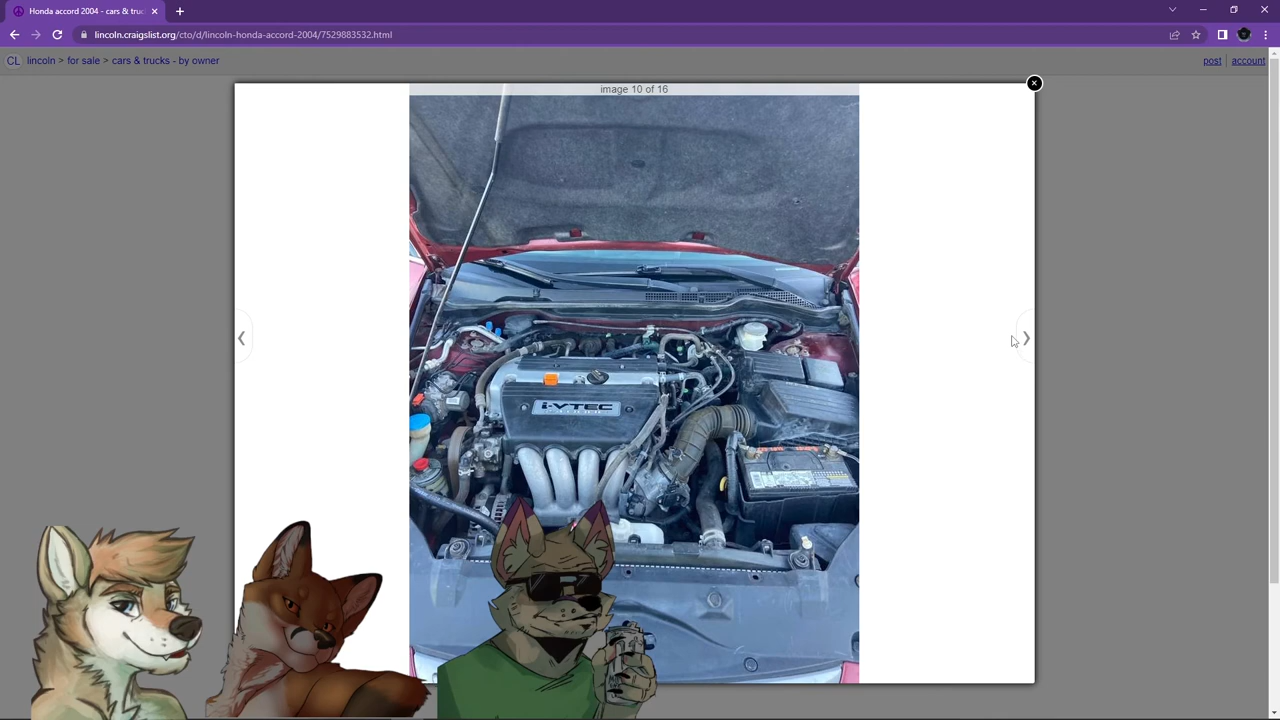 Honda accord 2004 - cars & truc
lincoln.craigslist.org/cto/d/lincoln-honda-accord-2004/7529883532.html
CL lincoln > for sale > cars & trucks - by owner
post account
image 10 of 16
i-VTEC